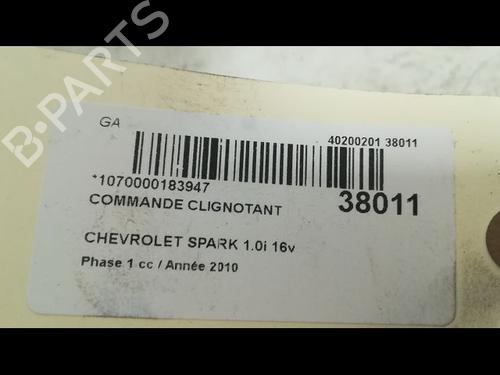 B-PARTS
GA
40200201 38011
*1070000183947
38011
COMMANDE CLIGNOTANT
CHEVROLET SPARK 1.0i 16v
Phase 1 cc / Année 2010